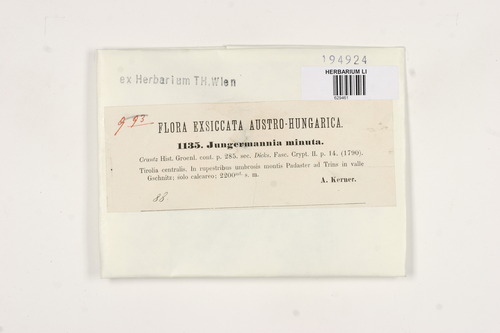 194924
ex Herbarium TH.Wien
HERBARIUM LI
829461
993
FLORA EXSICCATA AUSTRO-HUNGARICA.
1135. Jungermannia minuta.
Crantz Hist. Groenl. cont. p. 285. sec. Dicks. Fasc. Crypt. II. p. 14. (1790).
Tirolia centralis. In rupestribus umbrosis montis Padaster ad Trins in valle
Gschnitz; solo calcareo; 2200 s. m.
A. Kerner.
88